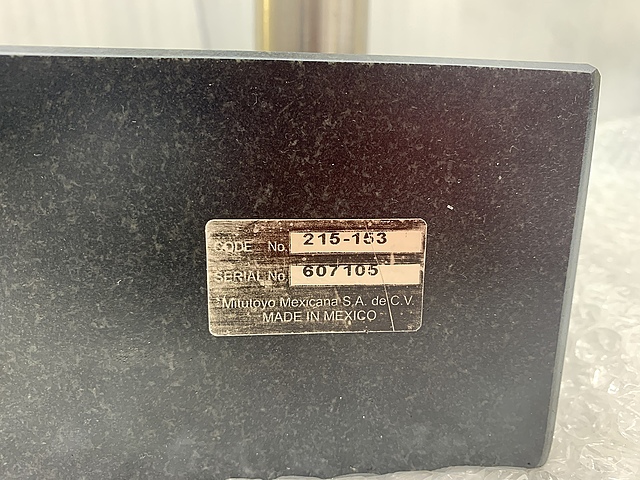 CODE No. 215-153
SERIAL No. 607105
Mitutoyo Mexicana S.A. de C.V.
MADE IN MEXICO